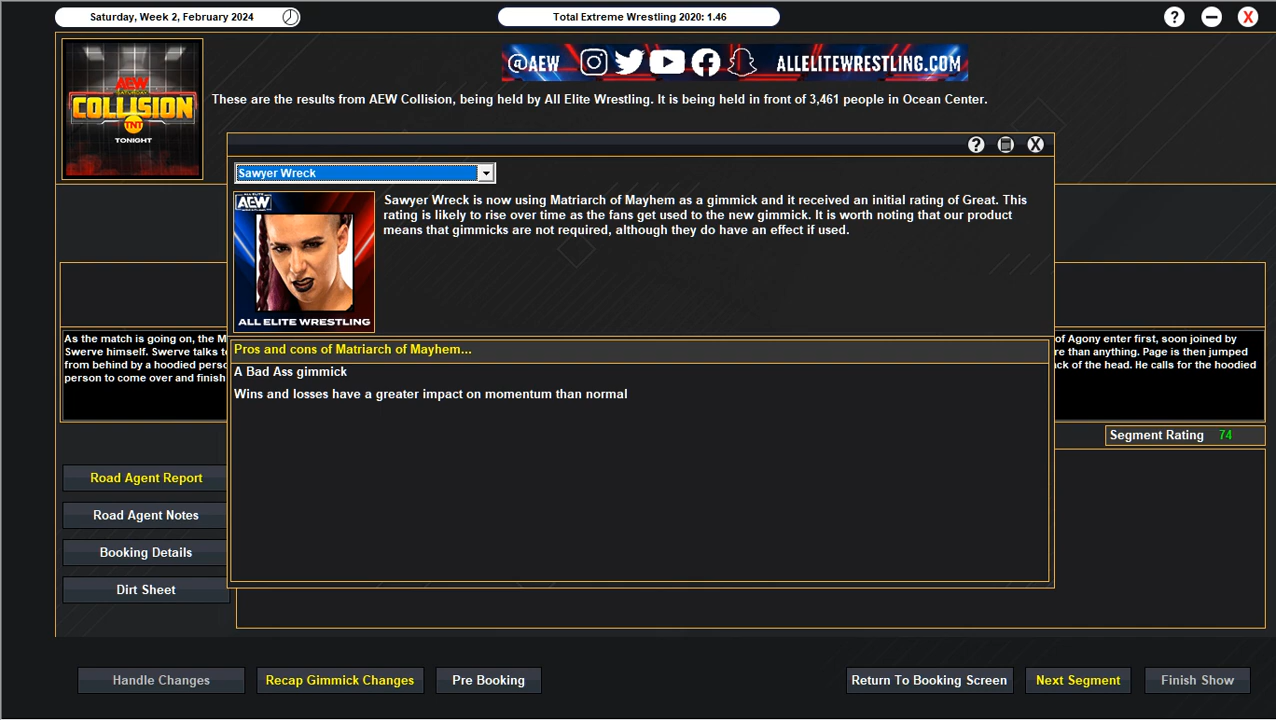 Saturday, Week 2, February 2024
Total Extreme Wrestling 2020: 1.46
?
X
AEW
SATURDAY
COLLISION
TNT
TONIGHT
@AEW
ALLELITEWRESTLING.COM
These are the results from AEW Collision, being held by All Elite Wrestling. It is being held in front of 3,461 people in Ocean Center.
?
X
Sawyer Wreck
ALL ELITE
AEW
ALL ELITE WRESTLING
Sawyer Wreck is now using Matriarch of Mayhem as a gimmick and it received an initial rating of Great. This
rating is likely to rise over time as the fans get used to the new gimmick. It is worth noting that our product
means that gimmicks are not required, although they do have an effect if used.
Pros and cons of Matriarch of Mayhem...
A Bad Ass gimmick
Wins and losses have a greater impact on momentum than normal
As the match is going on, the M
Swerve himself. Swerve talks to
from behind by a hoodied perso
person to come over and finish
of Agony enter first, soon joined by
re than anything. Page is then jumped
ck of the head. He calls for the hoodied
Segment Rating 74
Road Agent Report
Road Agent Notes
Booking Details
Dirt Sheet
Handle Changes
Recap Gimmick Changes
Pre Booking
Return To Booking Screen
Next Segment
Finish Show